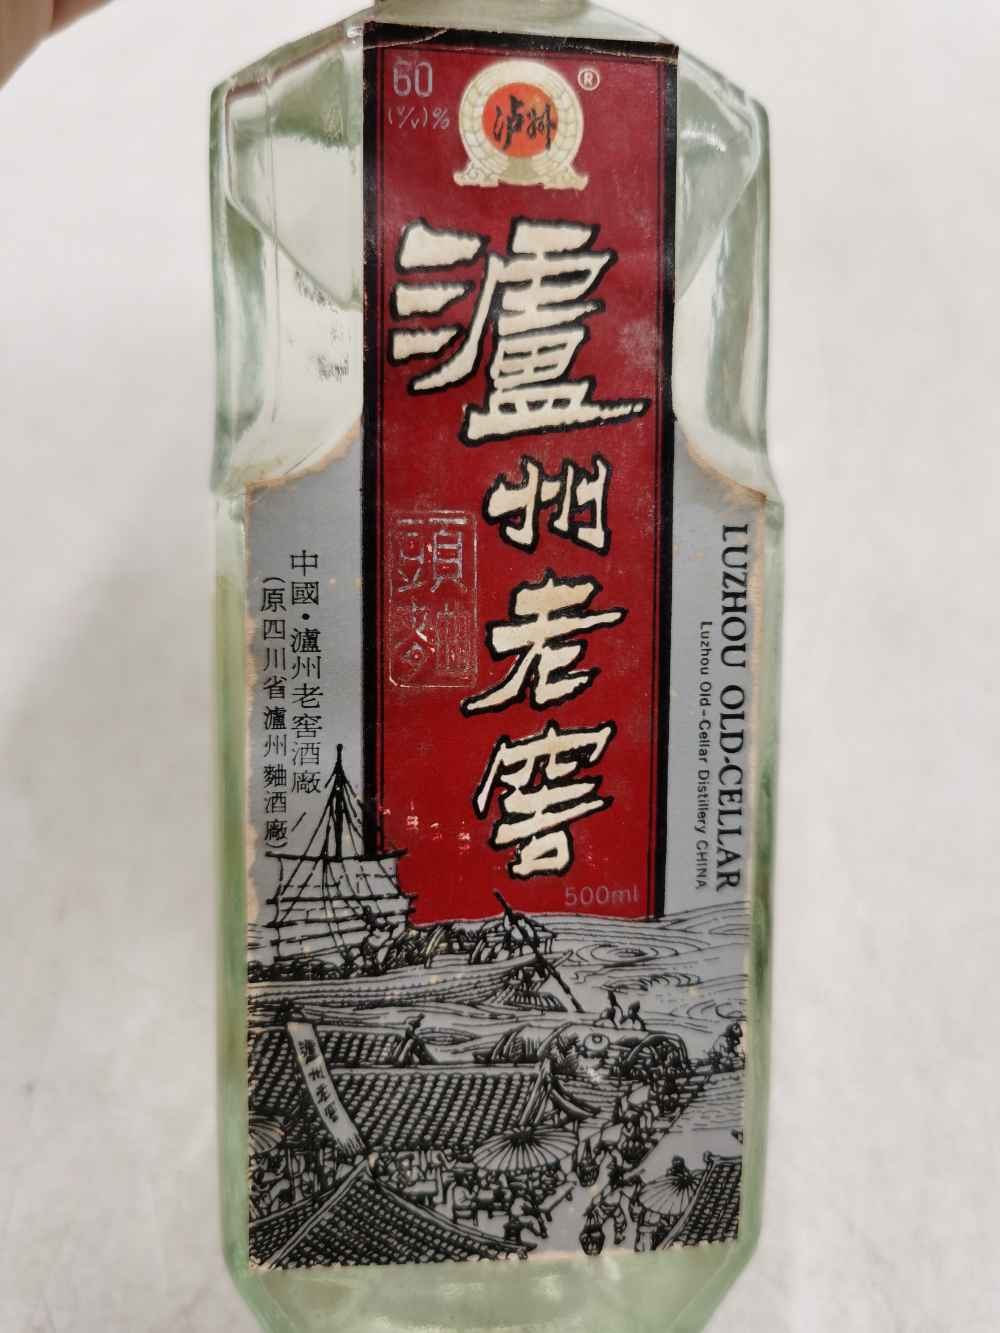 60
(V/V)%
泸州
®
瀘州老窖
頭麯
500ml
中國·瀘州老窖酒廠/
(原四川省瀘州麯酒廠)
LUZHOU OLD-CELLAR
Luzhou Old-Cellar Distillery CHINA
瀘州老窖